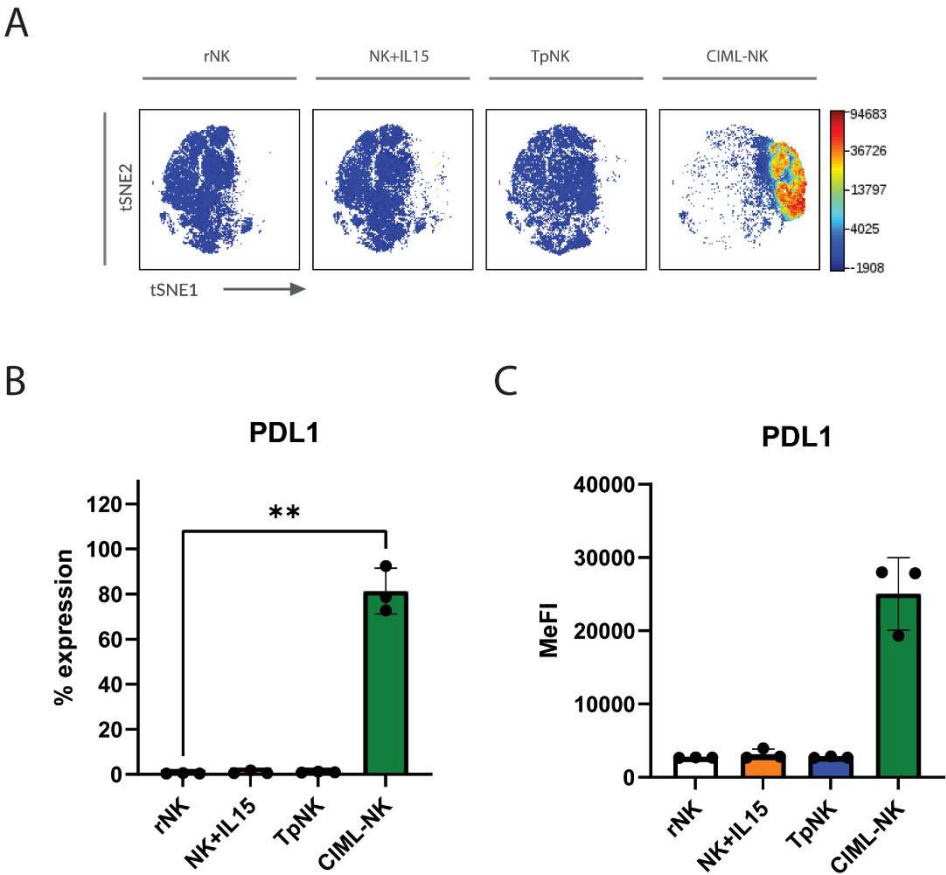 A
rNK
NK+IL15
TpNK
CIML-NK
tSNE2
94683
36726
13797
4025
-1908
tSNE1
B
PDL1
% expression
120
100
80
60
40
20
0
**
rNK
NK+IL15
TpNK
CIML-NK
C
PDL1
MeFI
40000
30000
20000
10000
0
rNK
NK+IL15
TpNK
CIML-NK